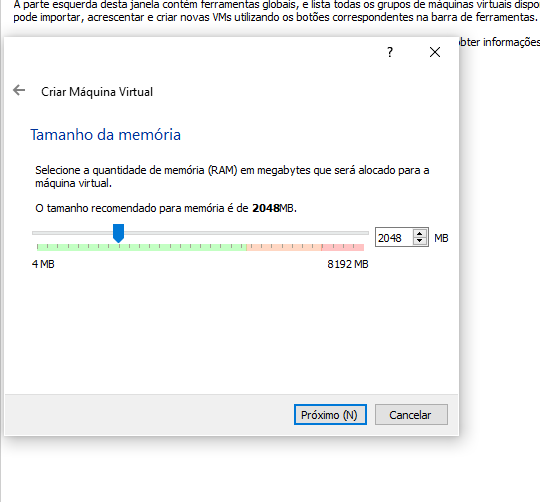 A parte esquerda desta janela contém ferramentas globais, e lista todas os grupos de máquinas virtuais dispo
pode importar, acrescentar e criar novas VMs utilizando os botões correspondentes na barra de ferramentas.
obter informações
?
Criar Máquina Virtual
Tamanho da memória
Selecione a quantidade de memória (RAM) em megabytes que será alocado para a
máquina virtual.
O tamanho recomendado para memória é de 2048MB.
2048 MB
4 MB 8192 MB
Próximo (N) Cancelar